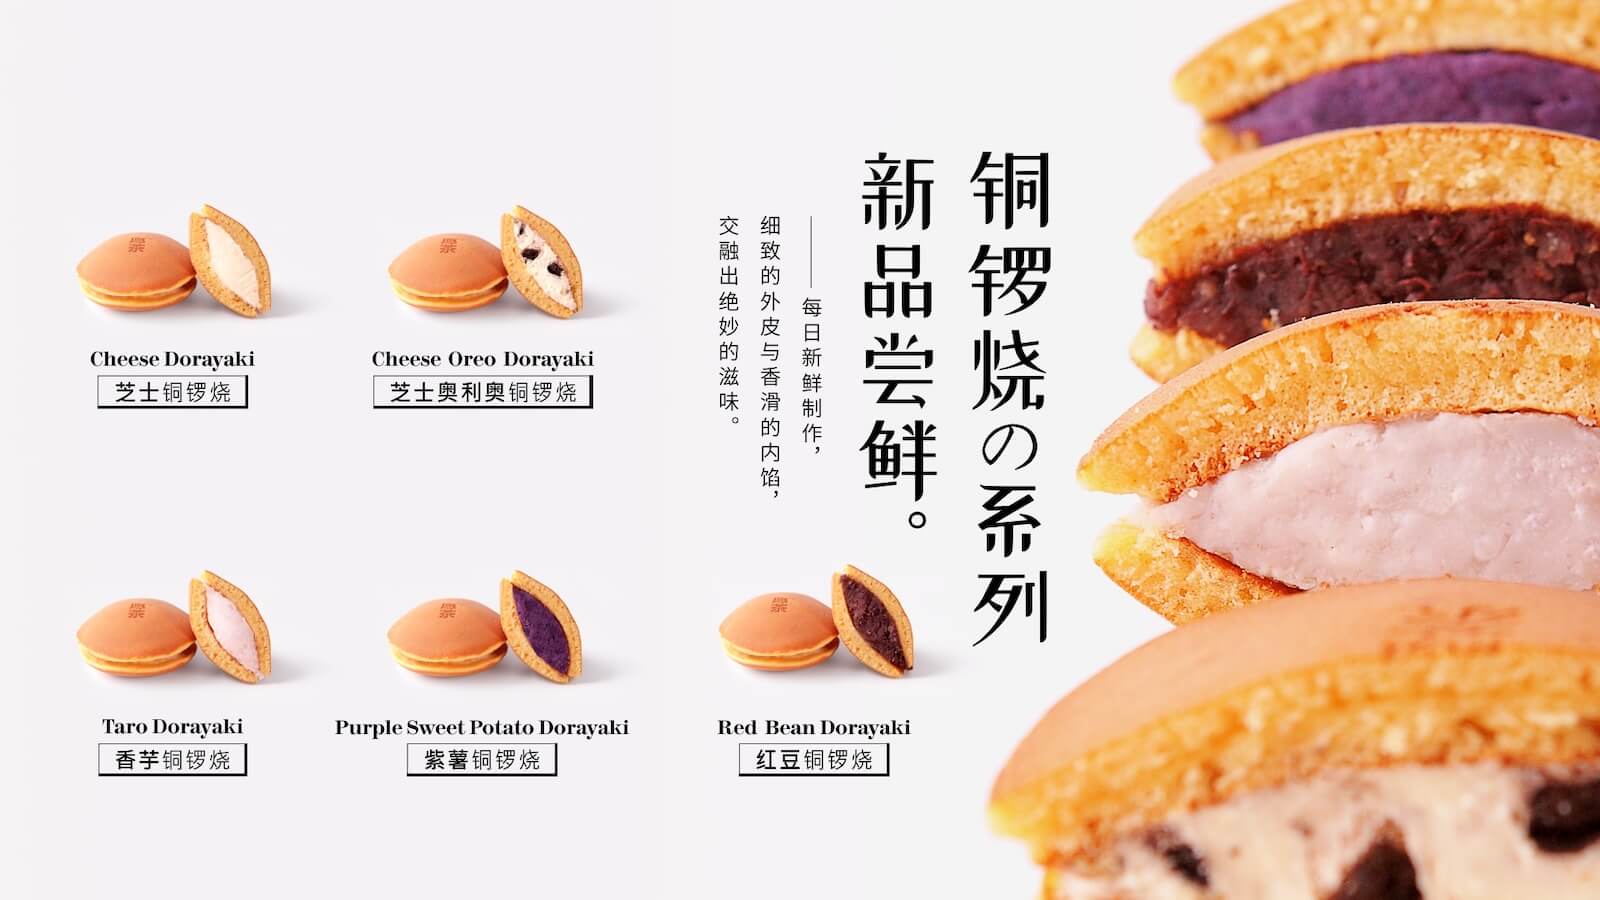 铜锣烧の系列
新品尝鲜。
——每日新鲜制作，
细致的外皮与香滑的内馅，
交融出绝妙的滋味。
Cheese Dorayaki
芝士铜锣烧
Cheese Oreo Dorayaki
芝士奥利奥铜锣烧
Taro Dorayaki
香芋铜锣烧
Purple Sweet Potato Dorayaki
紫薯铜锣烧
Red Bean Dorayaki
红豆铜锣烧